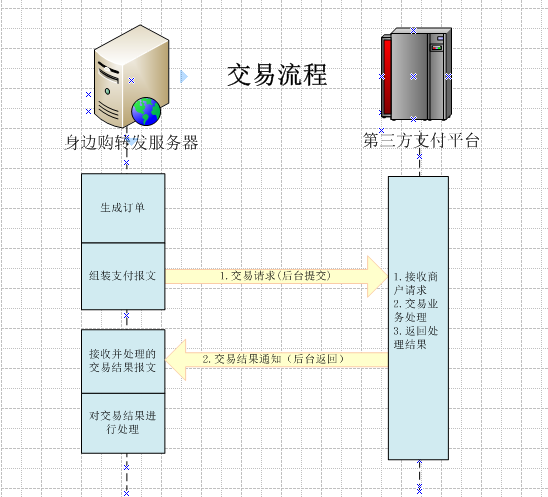 交易流程
身边购转发服务器
第三方支付平台
生成订单
组装支付报文
1.交易请求(后台提交)
1.接收商
户请求
2.交易业
务处理
3.返回处
理结果
接收并处理的
交易结果报文
2.交易结果通知（后台返回）
对交易结果进
行处理